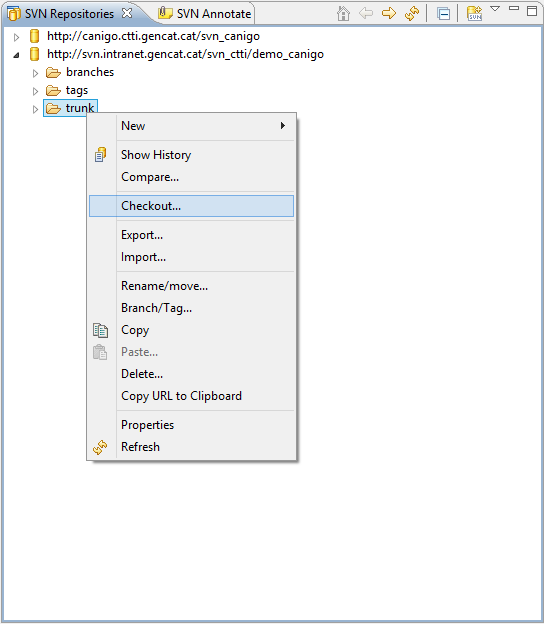 SVN Repositories
SVN Annotate
SVN
http://canigo.ctti.gencat.cat/svn_canigo
http://svn.intranet.gencat.cat/svn_ctti/demo_canigo
branches
tags
trunk
New
Show History
Compare...
Checkout...
Export...
Import...
Rename/move...
Branch/Tag...
Copy
Paste...
Delete...
Copy URL to Clipboard
Properties
Refresh